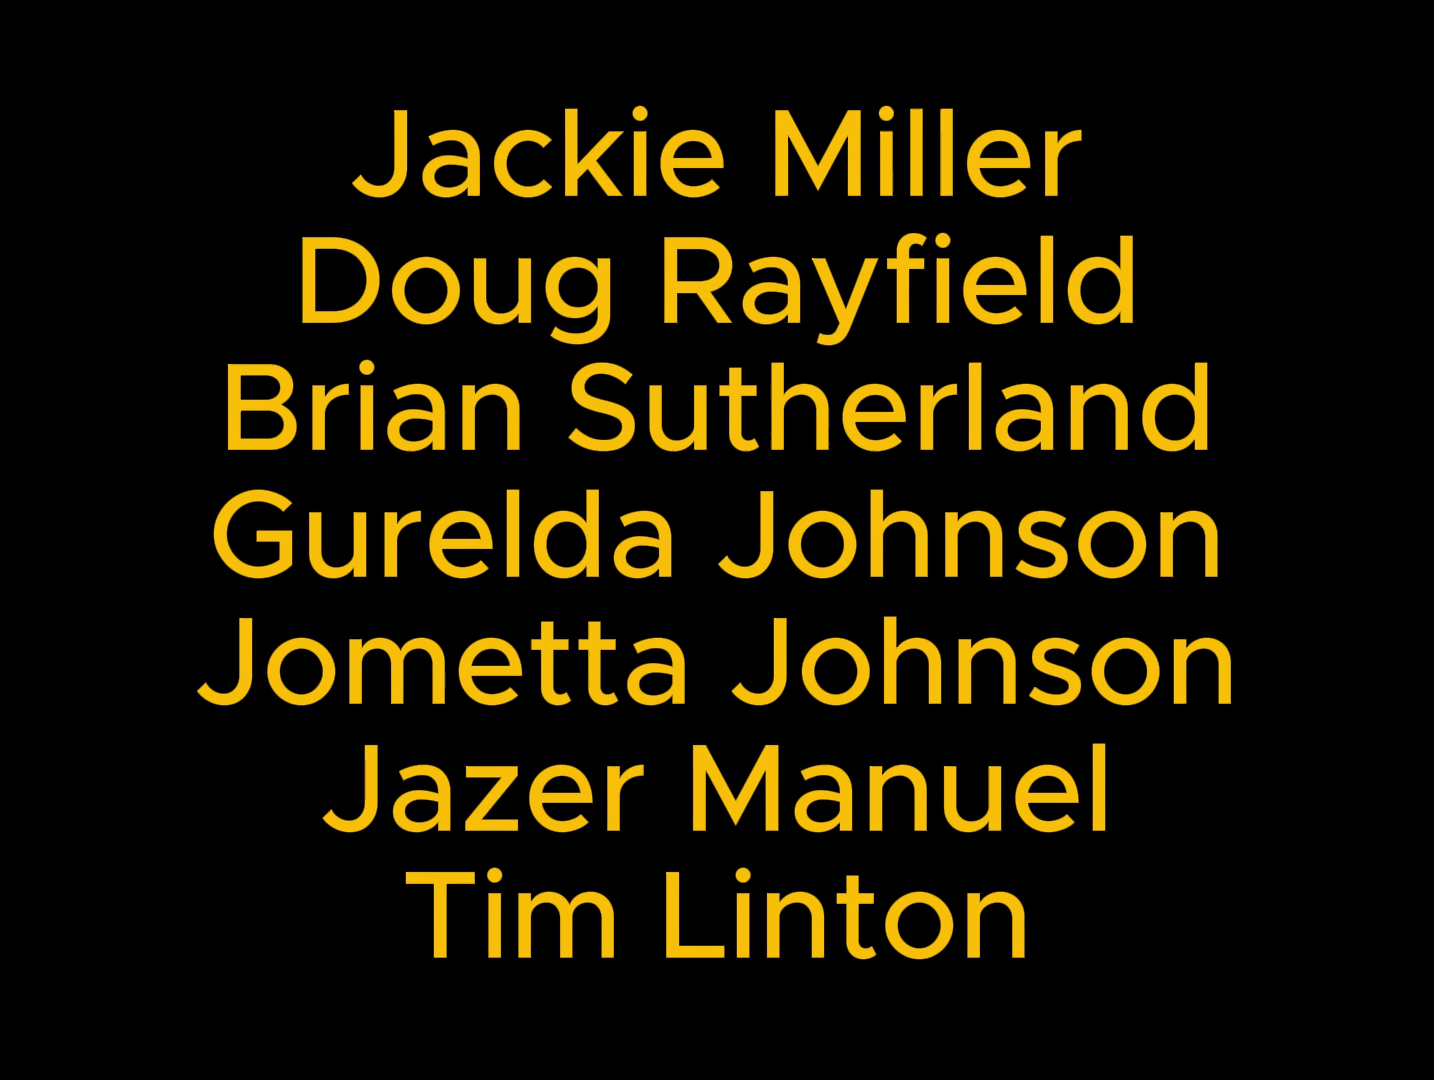 Jackie Miller
Doug Rayfield
Brian Sutherland
Gurelda Johnson
Jometta Johnson
Jazer Manuel
Tim Linton